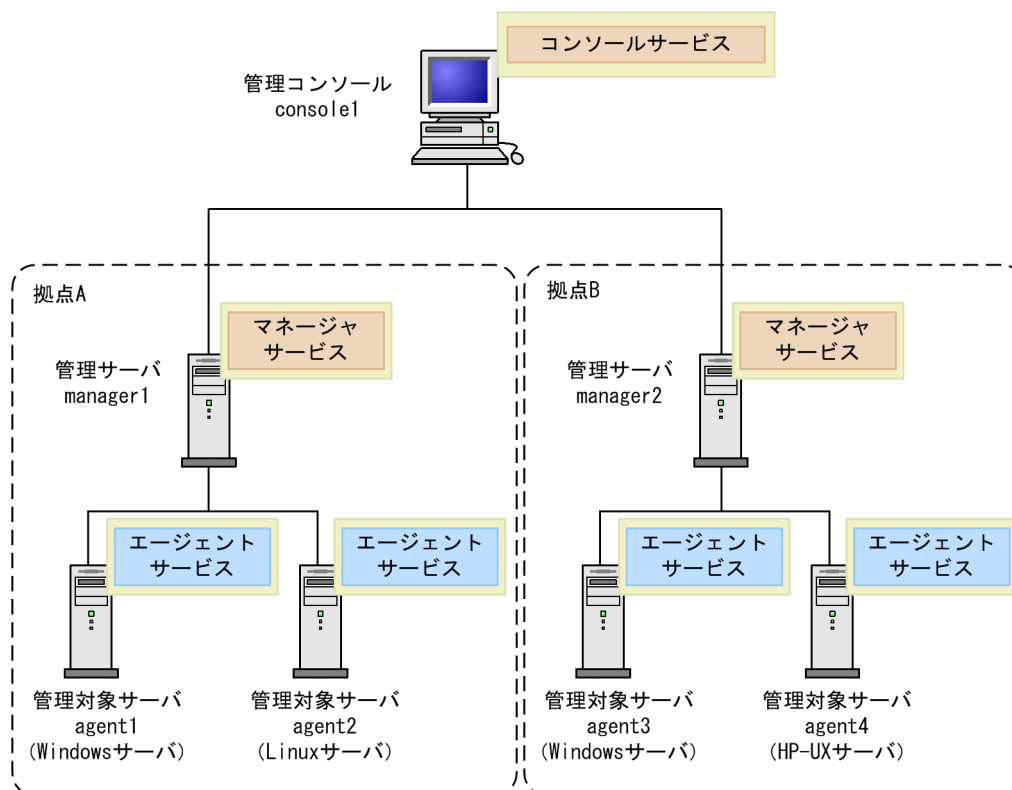 コンソールサービス
管理コンソール
console1
拠点A
マネージャ
サービス
管理サーバ
manager1
エージェント
サービス
エージェント
サービス
管理対象サーバ
agent1
(Windowsサーバ)
管理対象サーバ
agent2
(Linuxサーバ)
拠点B
マネージャ
サービス
管理サーバ
manager2
エージェント
サービス
エージェント
サービス
管理対象サーバ
agent3
(Windowsサーバ)
管理対象サーバ
agent4
(HP-UXサーバ)